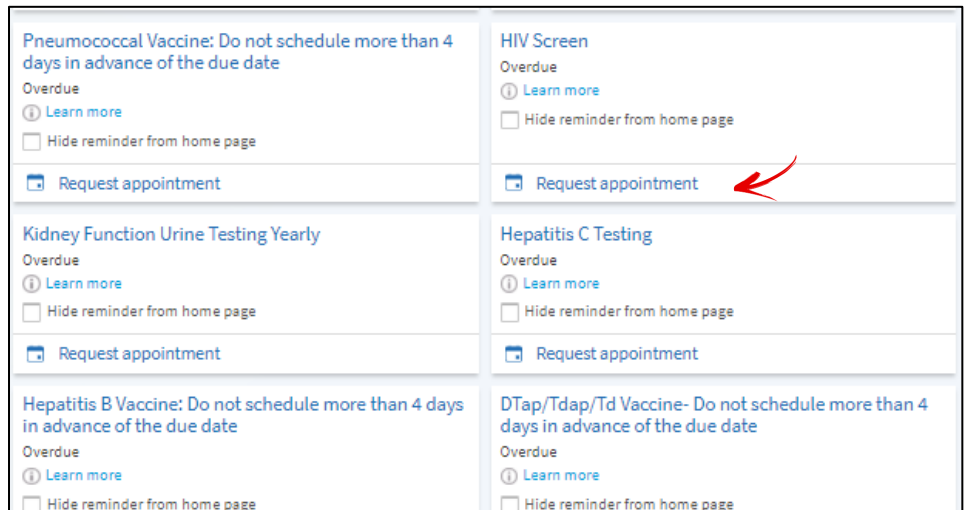 Pneumococcal Vaccine: Do not schedule more than 4
days in advance of the due date
Overdue
Learn more
Hide reminder from home page
Request appointment
HIV Screen
Overdue
Learn more
Hide reminder from home page
Request appointment
Kidney Function Urine Testing Yearly
Overdue
Learn more
Hide reminder from home page
Request appointment
Hepatitis C Testing
Overdue
Learn more
Hide reminder from home page
Request appointment
Hepatitis B Vaccine: Do not schedule more than 4 days
in advance of the due date
Overdue
Learn more
Hide reminder from home page
DTap/Tdap/Td Vaccine- Do not schedule more than 4
days in advance of the due date
Overdue
Learn more
Hide reminder from home page